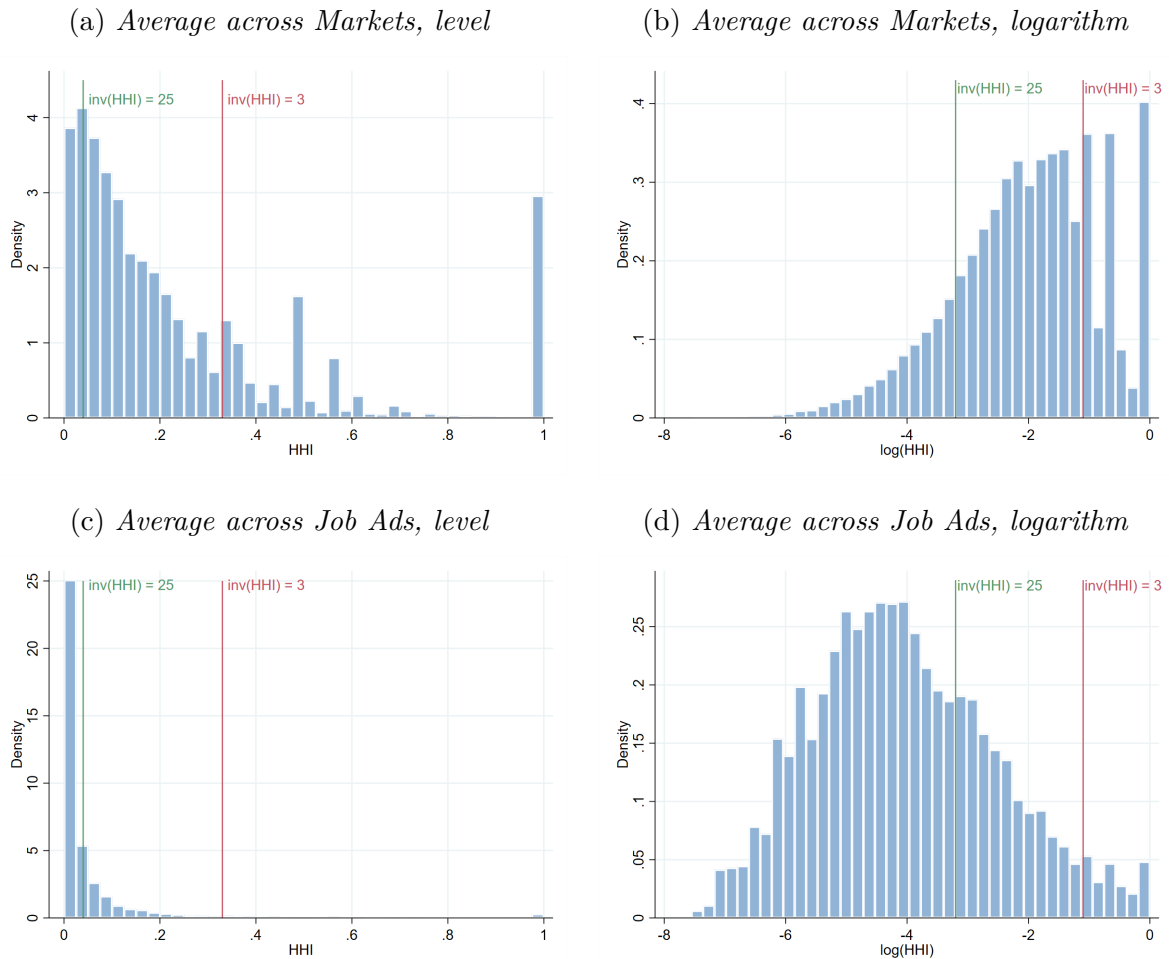 (a) Average across Markets, level
inv(HHI) = 25
inv(HHI) = 3
Density
0
1
2
3
4
0
.2
.4
.6
.8
1
HHI
(b) Average across Markets, logarithm
inv(HHI) = 25
inv(HHI) = 3
Density
0
.1
.2
.3
.4
-8
-6
-4
-2
0
log(HHI)
(c) Average across Job Ads, level
inv(HHI) = 25
inv(HHI) = 3
Density
0
5
10
15
20
25
0
.2
.4
.6
.8
1
HHI
(d) Average across Job Ads, logarithm
inv(HHI) = 25
inv(HHI) = 3
Density
0
.05
.1
.15
.2
.25
-8
-6
-4
-2
0
log(HHI)